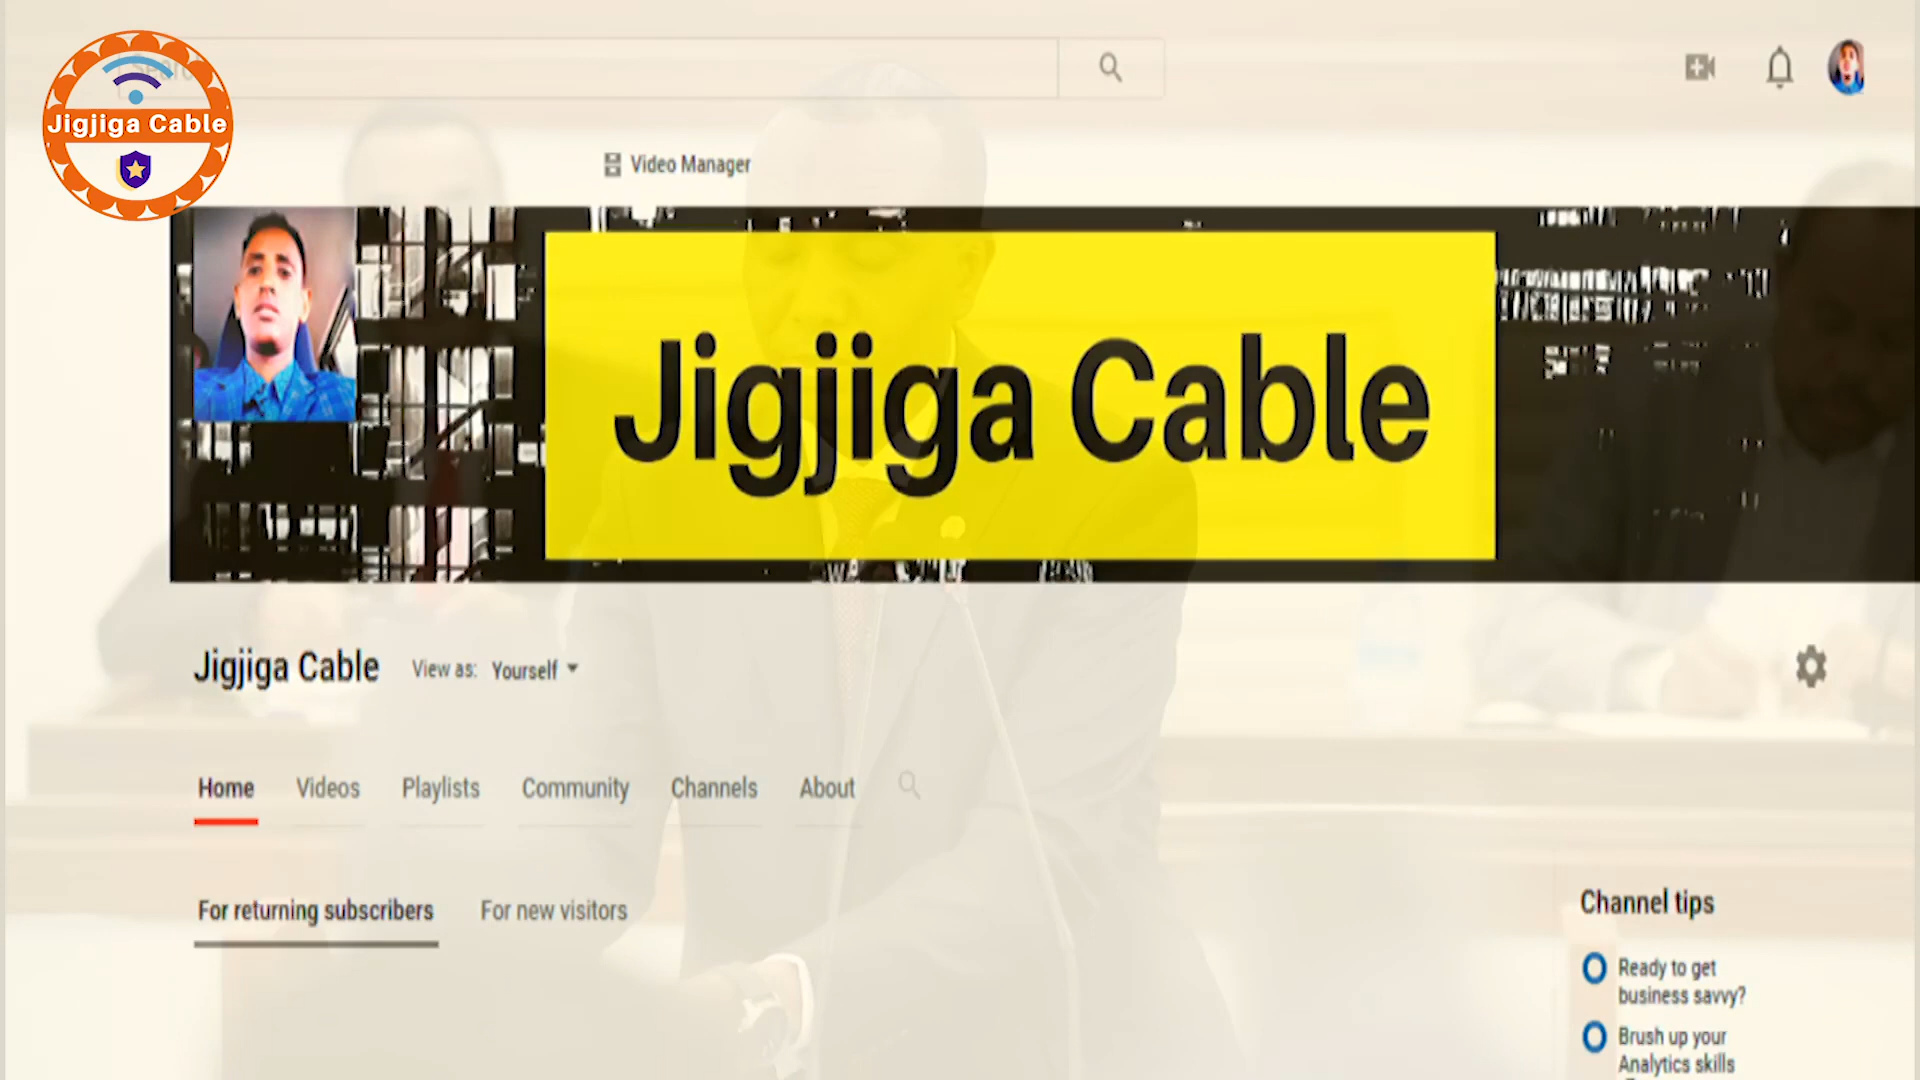 Search
Jigjiga Cable
Video Manager
Jigjiga Cable
Jigjiga Cable
View as: Yourself
Home
Videos
Playlists
Community
Channels
About
For returning subscribers
For new visitors
Channel tips
Ready to get
business savvy?
Brush up your
Analytics skills